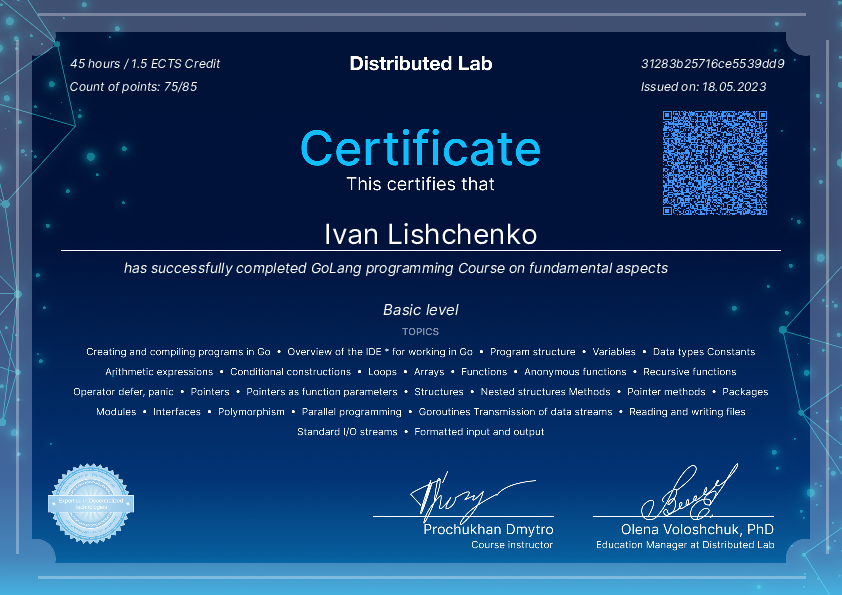 45 hours / 1.5 ECTS Credit
Count of points: 75/85
Distributed Lab
31283b25716ce5539dd9
Issued on: 18.05.2023
Certificate
This certifies that
Ivan Lishchenko
has successfully completed GoLang programming Course on fundamental aspects
Basic level
TOPICS
Creating and compiling programs in Go • Overview of the IDE * for working in Go • Program structure • Variables • Data types Constants
Arithmetic expressions • Conditional constructions • Loops • Arrays • Functions • Anonymous functions • Recursive functions
Operator defer, panic • Pointers • Pointers as function parameters • Structures • Nested structures Methods • Pointer methods • Packages
Modules • Interfaces • Polymorphism • Parallel programming • Goroutines Transmission of data streams • Reading and writing files
Standard I/O streams • Formatted input and output
Expertise in Decentralized
technologies
Prochukhan Dmytro
Course instructor
Olena Voloshchuk, PhD
Education Manager at Distributed Lab